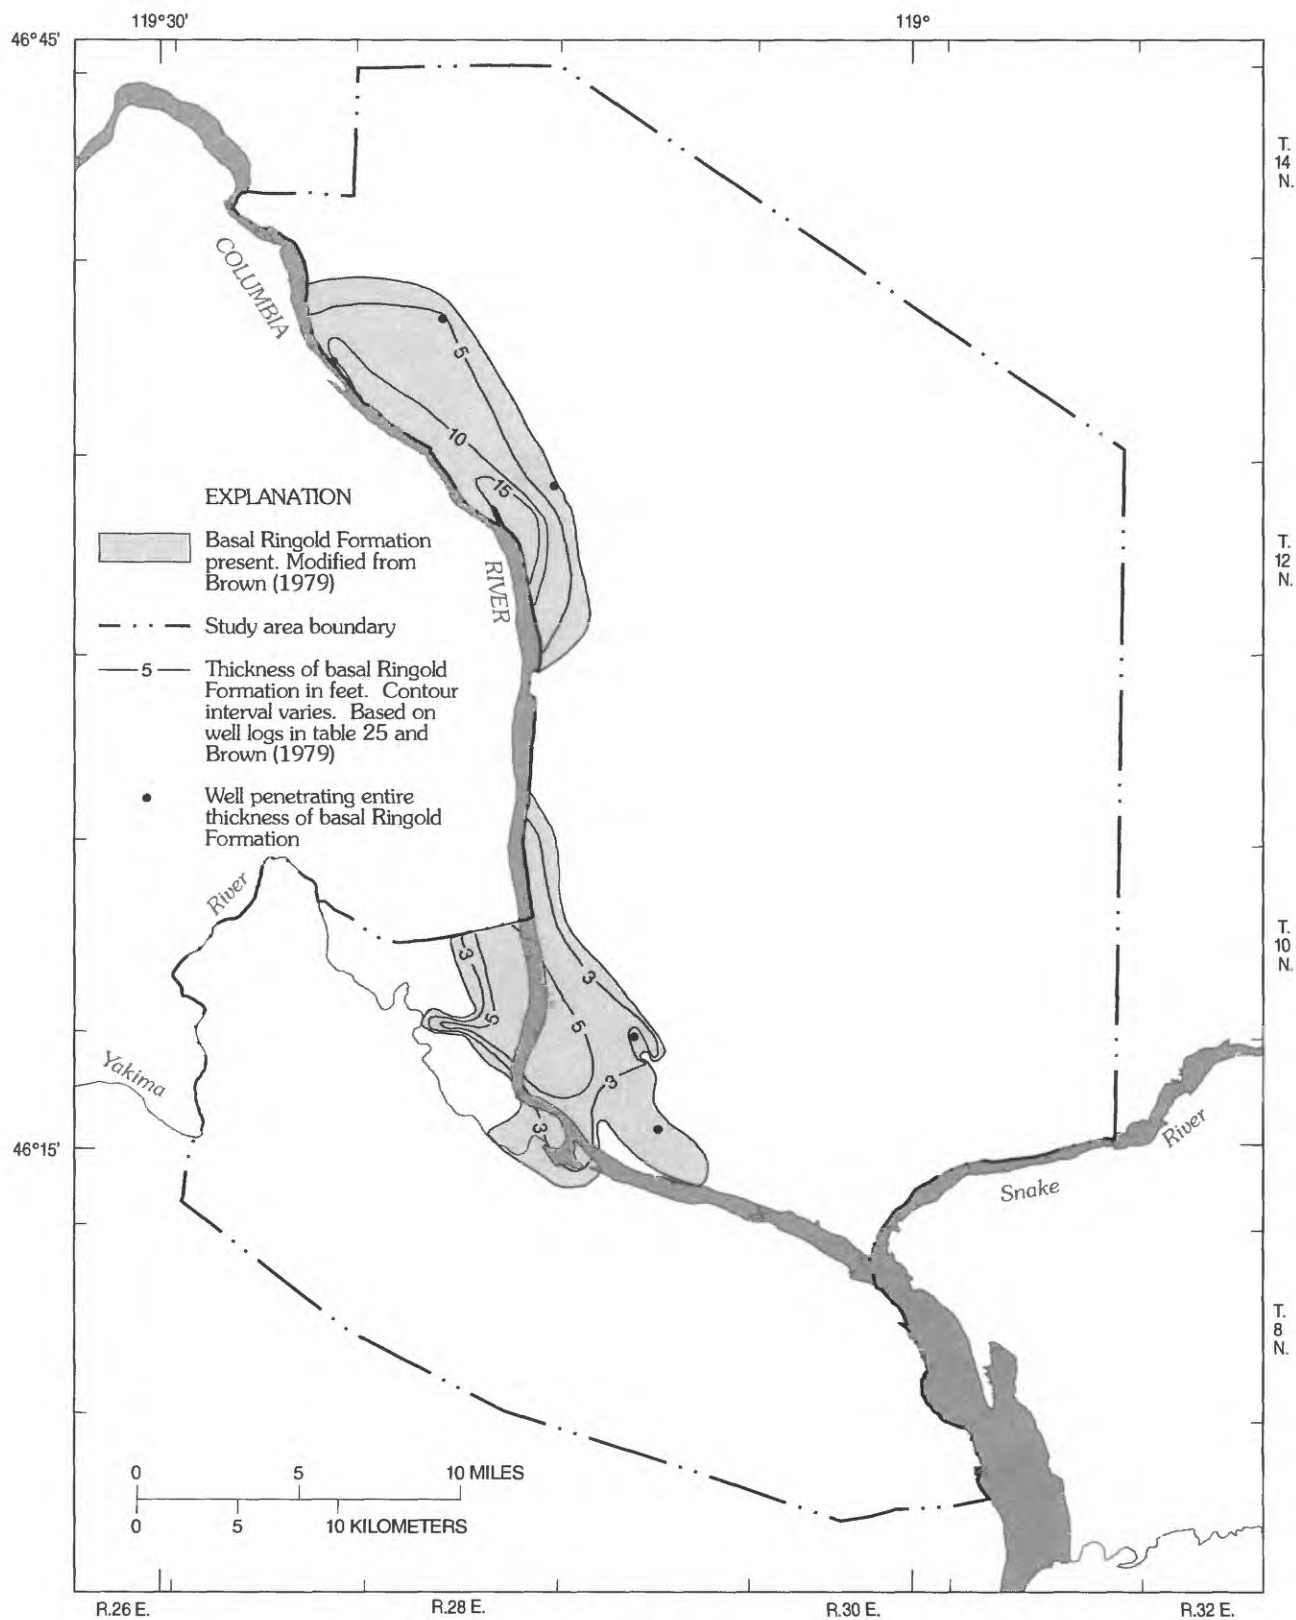 119°30'
119°
46°45'
T.
14
N.
COLUMBIA
5
10
15
EXPLANATION
Basal Ringold Formation
present. Modified from
Brown (1979)
RIVER
T.
12
N.
Study area boundary
5
Thickness of basal Ringold
Formation in feet. Contour
interval varies. Based on
well logs in table 25 and
Brown (1979)
Well penetrating entire
thickness of basal Ringold
Formation
River
T.
10
N.
3
3
5
5
Yakima
3
3
46°15'
River
Snake
T.
8
N.
0 5 10 MILES
0 5 10 KILOMETERS
R.26 E. R.28 E. R.30 E. R.32 E.